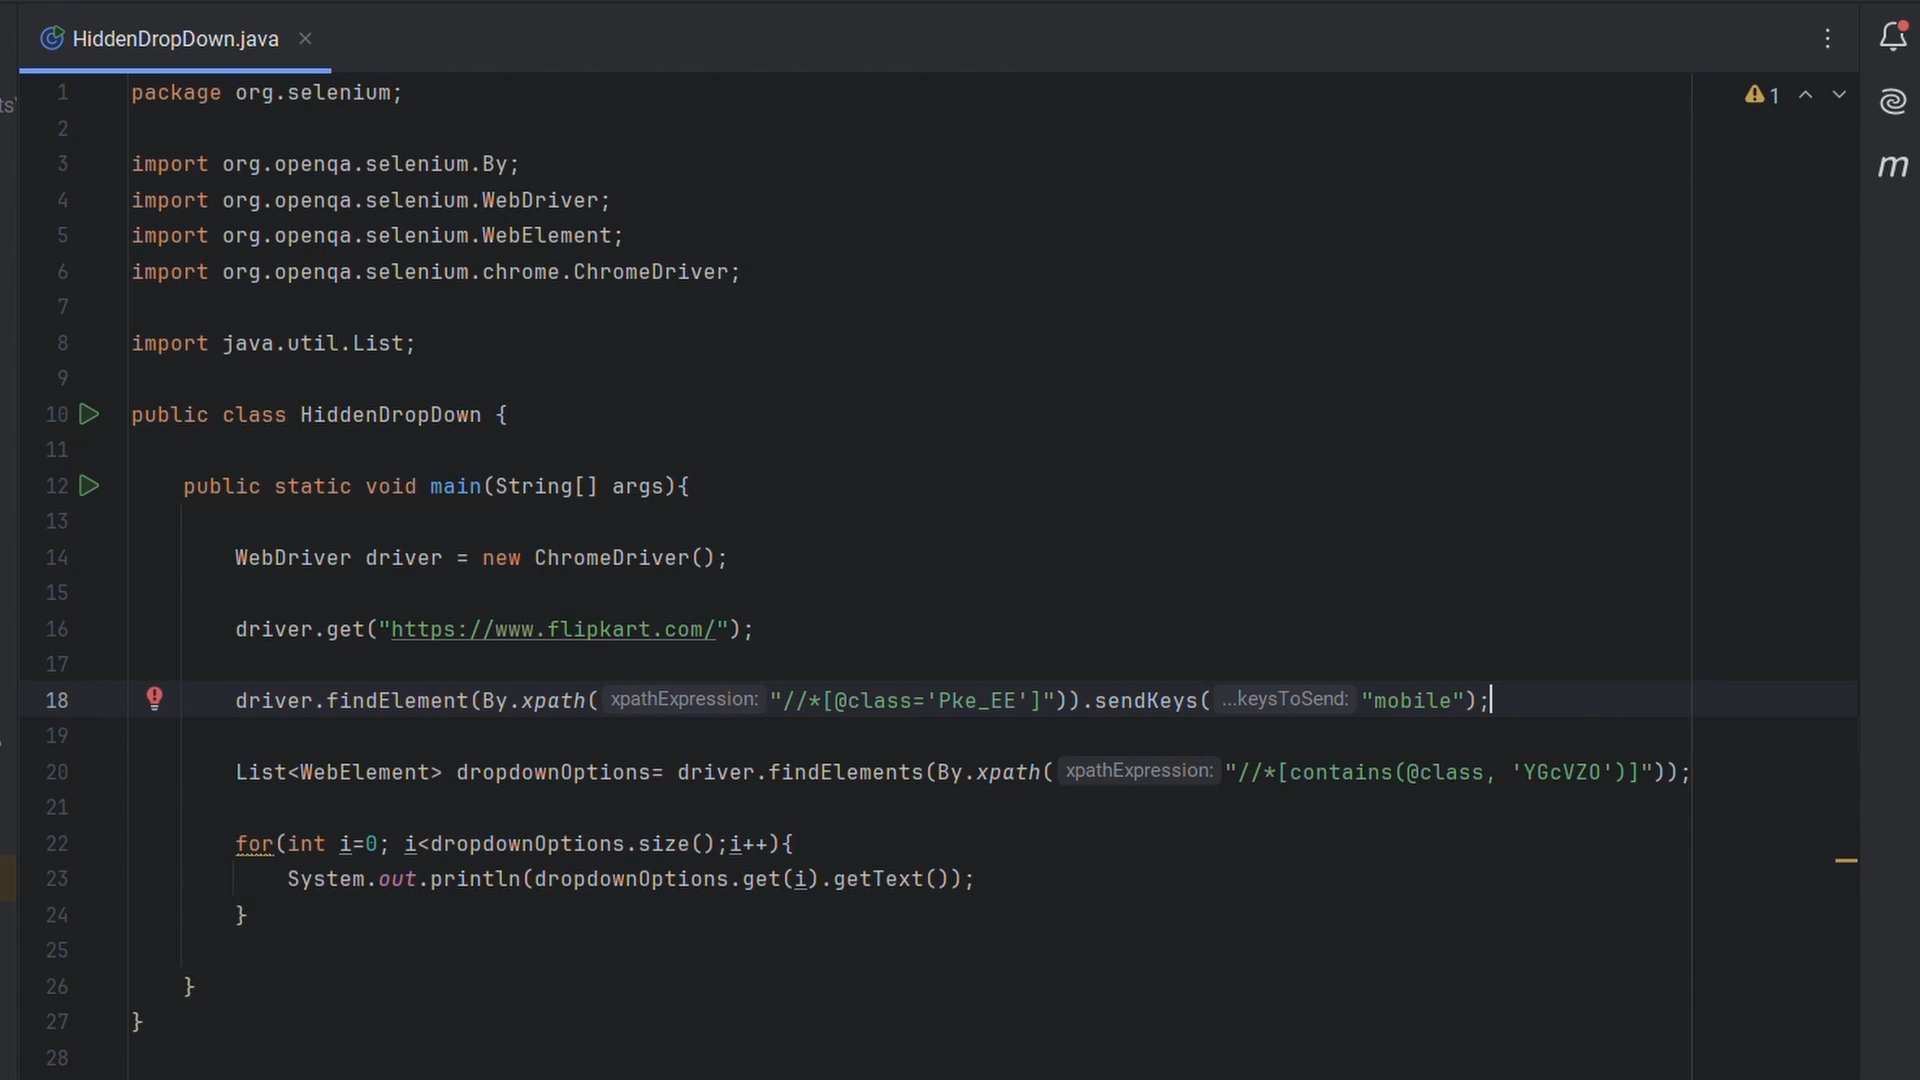 HiddenDropDown.java
1 package org.selenium;
2
3 import org.openqa.selenium.By;
4 import org.openqa.selenium.WebDriver;
5 import org.openqa.selenium.WebElement;
6 import org.openqa.selenium.chrome.ChromeDriver;
7
8 import java.util.List;
9
10 public class HiddenDropDown {
11
12 public static void main(String[] args){
13
14 WebDriver driver = new ChromeDriver();
15
16 driver.get("https://www.flipkart.com/");
17
18 driver.findElement(By.xpath( xpathExpression: "//*[@class='Pke_EE']")).sendKeys( ...keysToSend: "mobile");
19
20 List<WebElement> dropdownOptions= driver.findElements(By.xpath( xpathExpression: "//*[contains(@class, 'YGcVZO')]"));
21
22 for(int i=0; i<dropdownOptions.size();i++){
23 System.out.println(dropdownOptions.get(i).getText());
24 }
25
26 }
27 }
28
1
m